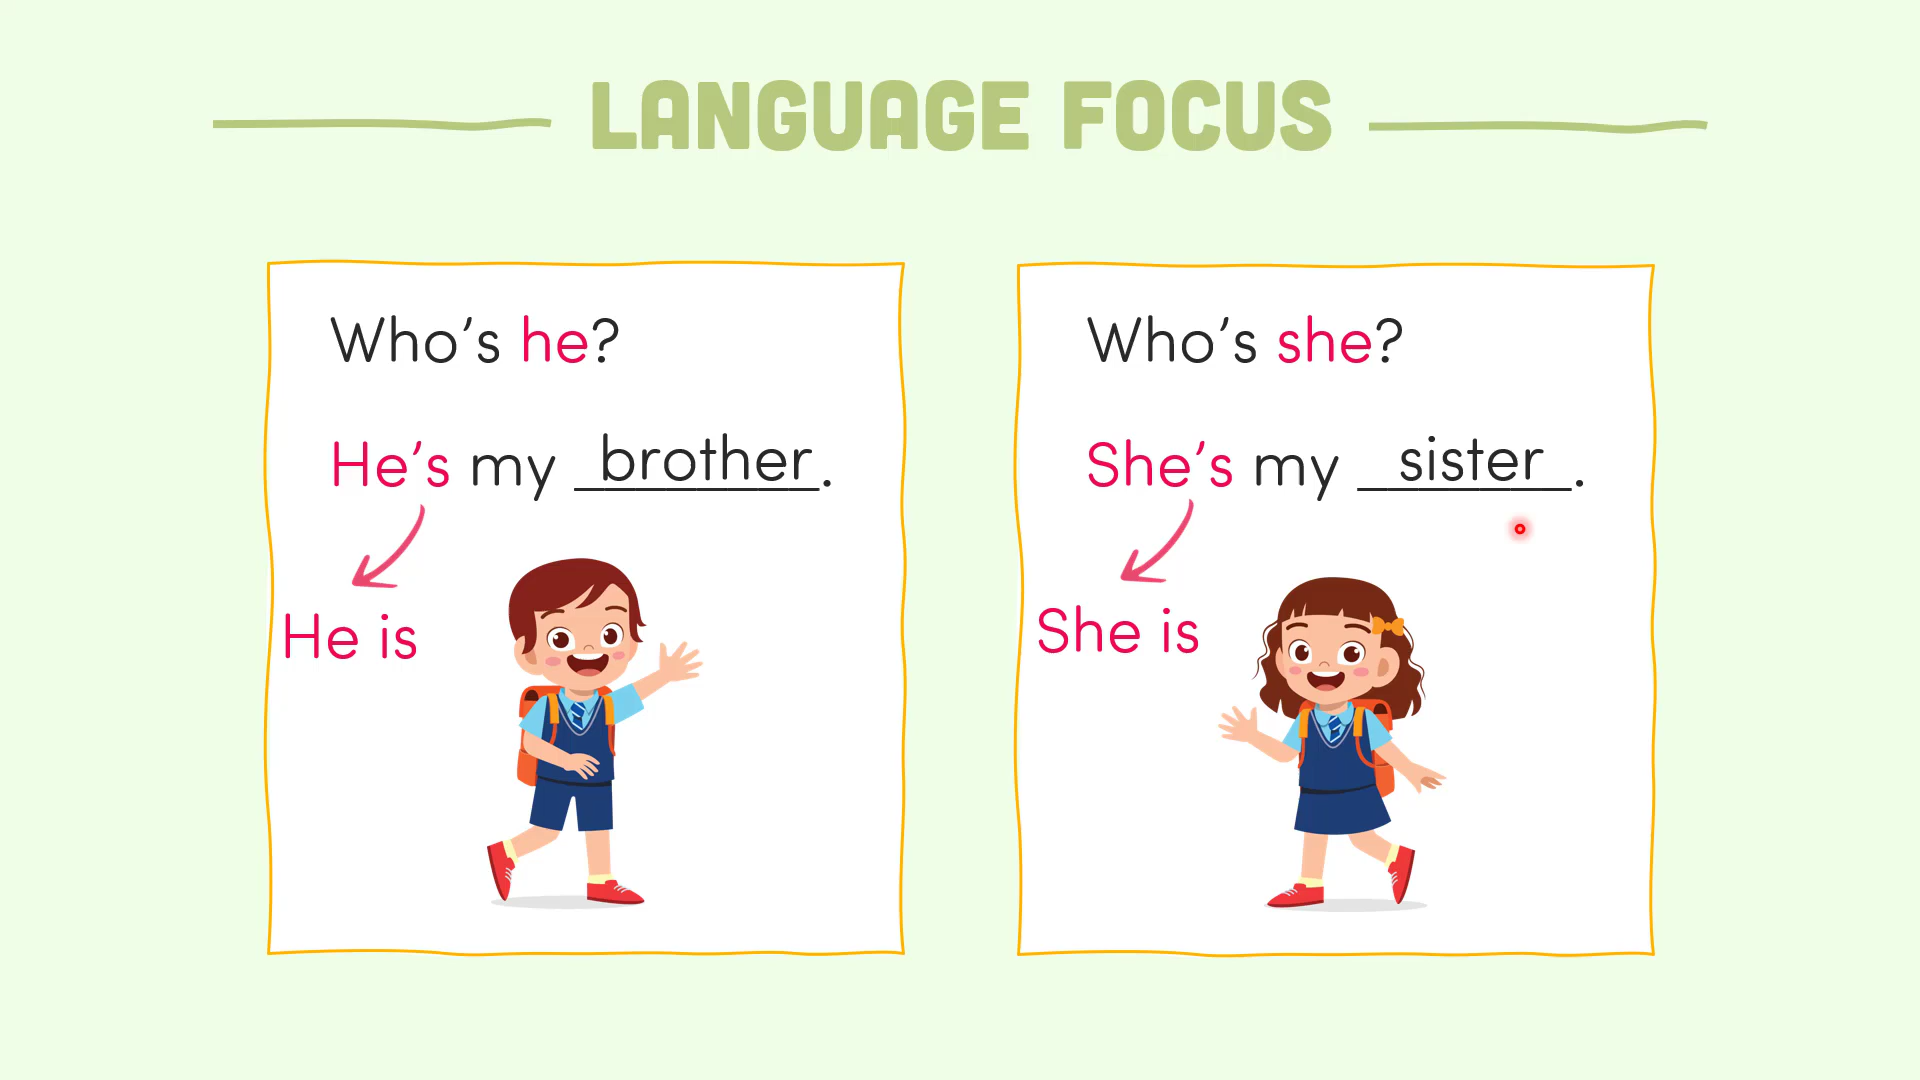 LANGUAGE FOCUS
Who’s he?
He’s my brother.
He is
Who’s she?
She’s my sister.
She is